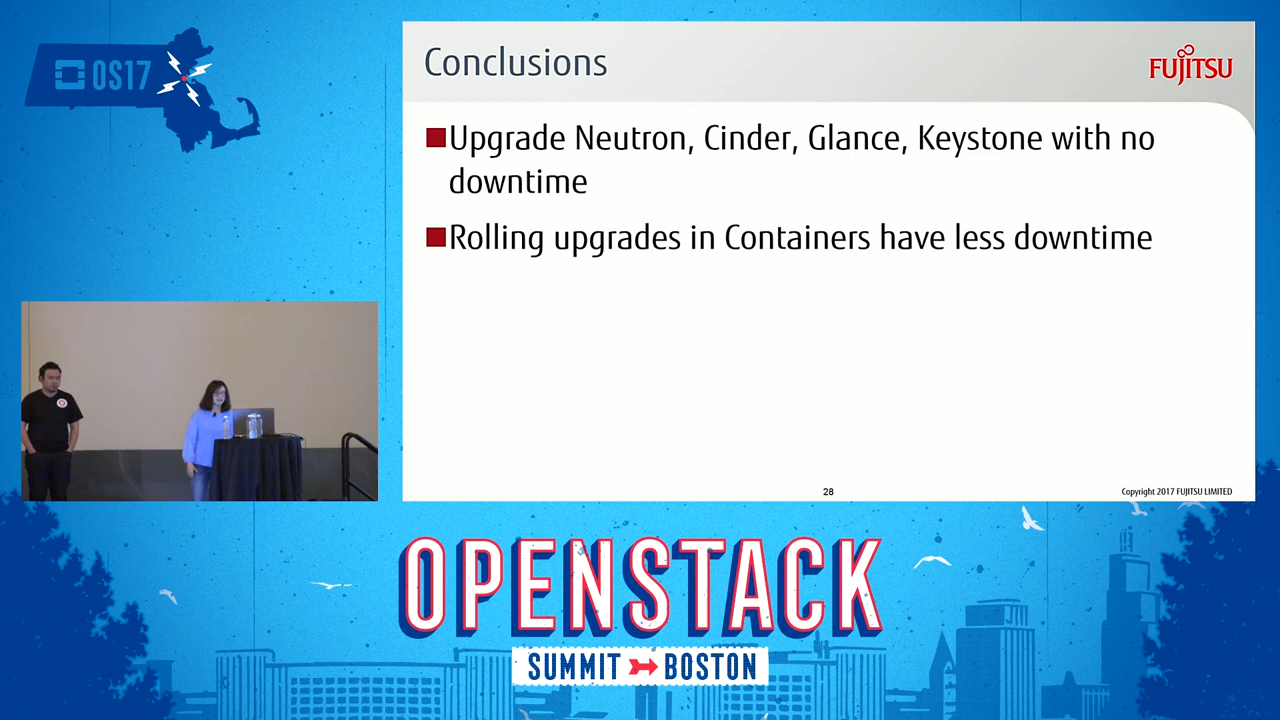 OS17
Conclusions
FUJITSU
Upgrade Neutron, Cinder, Glance, Keystone with no
downtime
Rolling upgrades in Containers have less downtime
28
Copyright 2017 FUJITSU LIMITED
OPENSTACK
SUMMIT BOSTON